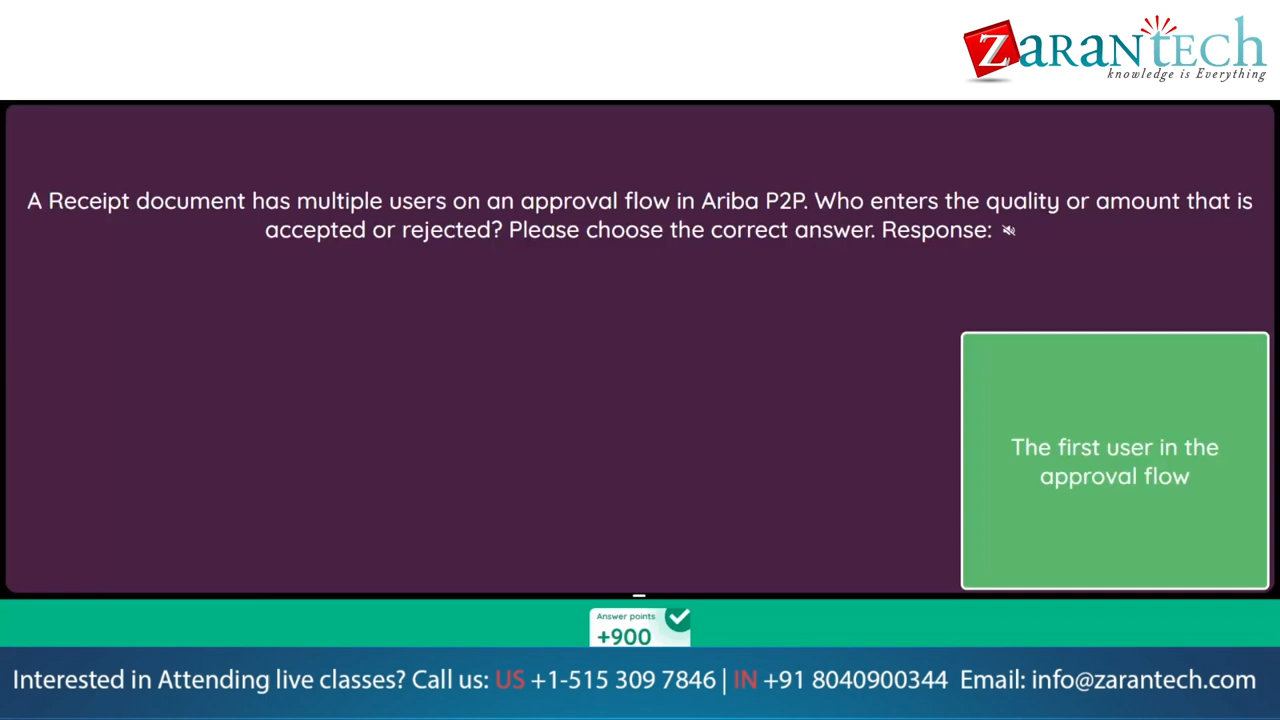 ZaranTech
knowledge is Everything
A Receipt document has multiple users on an approval flow in Ariba P2P. Who enters the quality or amount that is
accepted or rejected? Please choose the correct answer. Response:
The first user in the
approval flow
Answer points
+900
Interested in Attending live classes? Call us: US +1-515 309 7846 | IN +91 8040900344 Email: info@zarantech.com